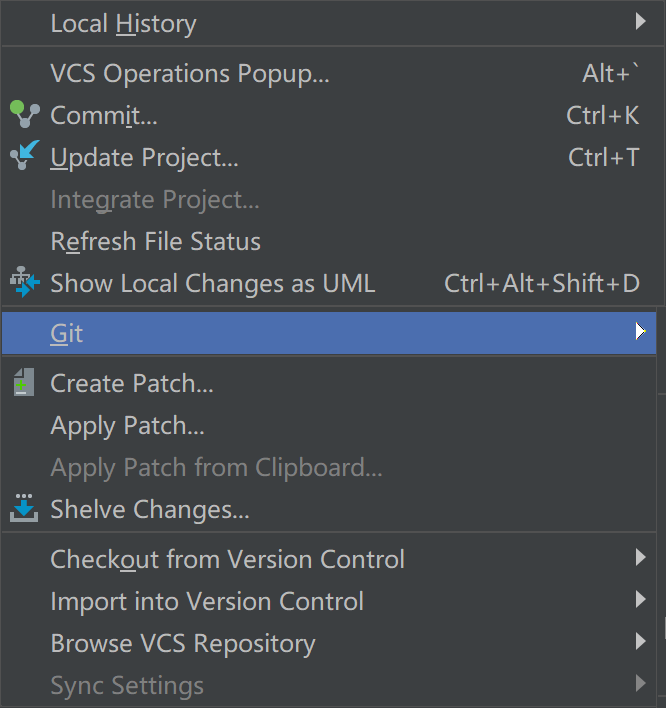 Local History
VCS Operations Popup... Alt+`
Commit... Ctrl+K
Update Project... Ctrl+T
Integrate Project...
Refresh File Status
Show Local Changes as UML Ctrl+Alt+Shift+D
Git
Create Patch...
Apply Patch...
Apply Patch from Clipboard...
Shelve Changes...
Checkout from Version Control
Import into Version Control
Browse VCS Repository
Sync Settings